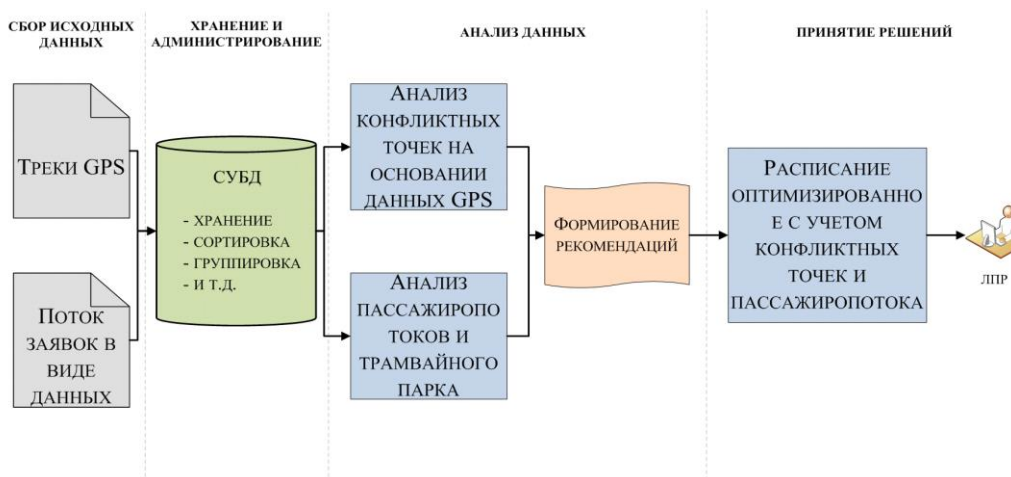 СБОР ИСХОДНЫХ
ДАННЫХ
ХРАНЕНИЕ И
АДМИНИСТРИРОВАНИЕ
АНАЛИЗ ДАННЫХ
ПРИНЯТИЕ РЕШЕНИЙ
ТРЕКИ GPS
ПОТОК
ЗАЯВОК В
ВИДЕ
ДАННЫХ
СУБД
- ХРАНЕНИЕ
- СОРТИРОВКА
- ГРУППИРОВКА
- И Т.Д.
АНАЛИЗ
КОНФЛИКТНЫХ
ТОЧЕК НА
ОСНОВАНИИ
ДАННЫХ GPS
АНАЛИЗ
ПАССАЖИРОПО
ТОКОВ И
ТРАМВАЙНОГО
ПАРКА
ФОРМИРОВАНИЕ
РЕКОМЕНДАЦИЙ
РАСПИСАНИЕ
ОПТИМИЗИРОВАННО
Е С УЧЕТОМ
КОНФЛИКТНЫХ
ТОЧЕК И
ПАССАЖИРОПОТОКА
ЛПР